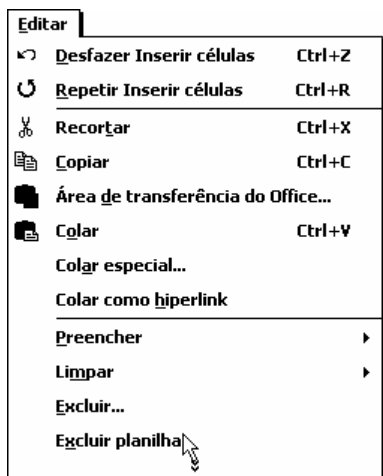 Editar
Desfazer Inserir células Ctrl+Z
Repetir Inserir células Ctrl+R
Recortar Ctrl+X
Copiar Ctrl+C
Área de transferência do Office...
Colar Ctrl+V
Colar especial...
Colar como hiperlink
Preencher
Limpar
Excluir...
Excluir planilha